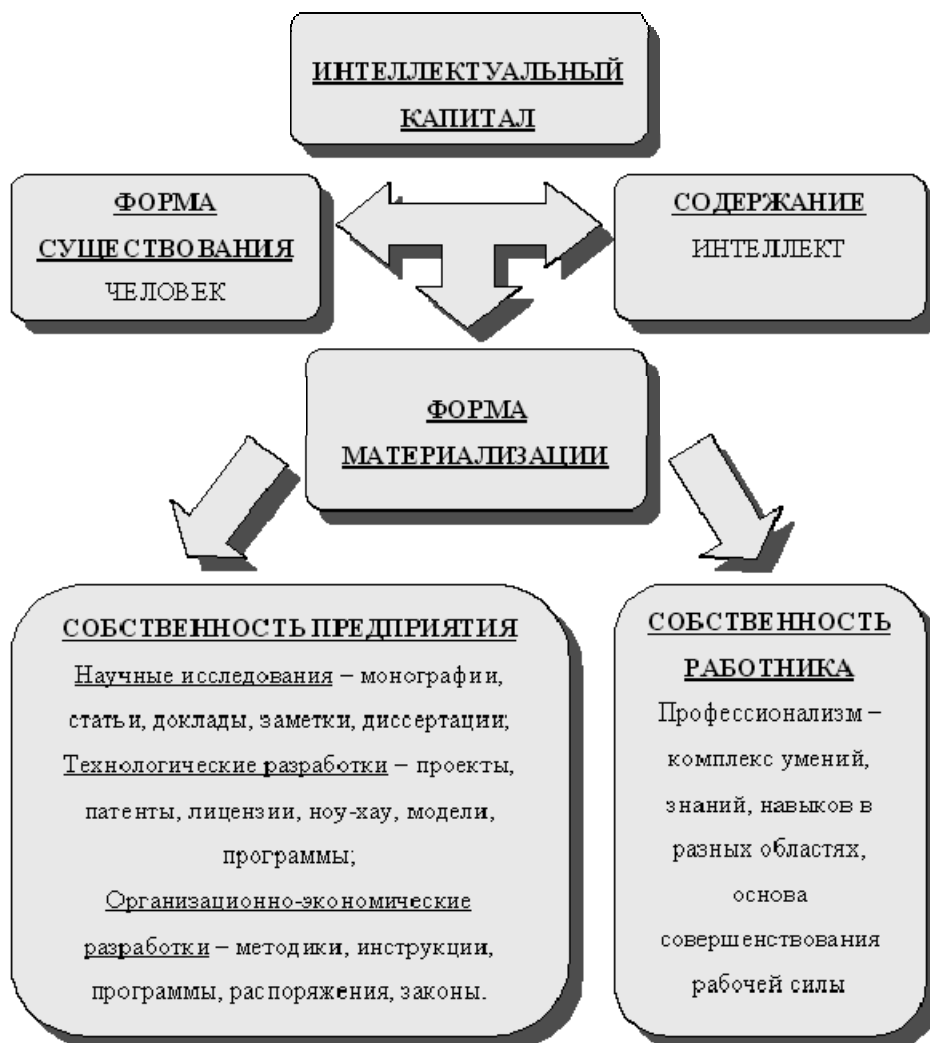 ИНТЕЛЛЕКТУАЛЬНЫЙ
КАПИТАЛ
ФОРМА
СУЩЕСТВОВАНИЯ
ЧЕЛОВЕК
СОДЕРЖАНИЕ
ИНТЕЛЛЕКТ
ФОРМА
МАТЕРИАЛИЗАЦИИ
СОБСТВЕННОСТЬ ПРЕДПРИЯТИЯ
Научные исследования – монографии,
статьи, доклады, заметки, диссертации;
Технологические разработки – проекты,
патенты, лицензии, ноу-хау, модели,
программы;
Организационно-экономические
разработки – методики, инструкции,
программы, распоряжения, законы.
СОБСТВЕННОСТЬ
РАБОТНИКА
Профессионализм –
комплекс умений,
знаний, навыков в
разных областях,
основа
совершенствования
рабочей силы